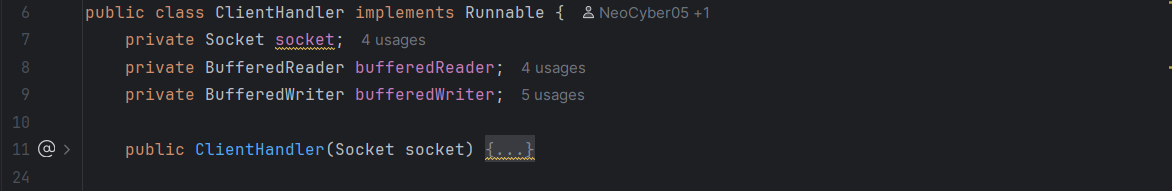 6 public class ClientHandler implements Runnable { NeoCyber05 +1
7 private Socket socket; 4 usages
8 private BufferedReader bufferedReader; 4 usages
9 private BufferedWriter bufferedWriter; 5 usages
10
11 @ > public ClientHandler(Socket socket) {...}
24